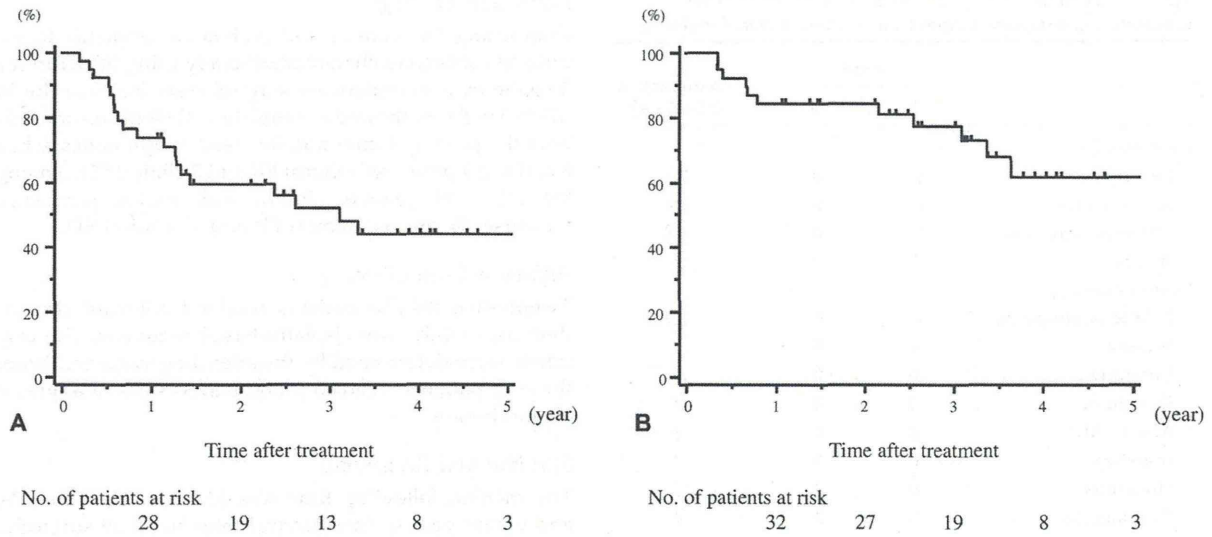 (%)
100
80
60
40
20
0
0 1 2 3 4 5 (year)
A
Time after treatment
No. of patients at risk
28 19 13 8 3
(%)
100
80
60
40
20
0
0 1 2 3 4 5 (year)
B
Time after treatment
No. of patients at risk
32 27 19 8 3